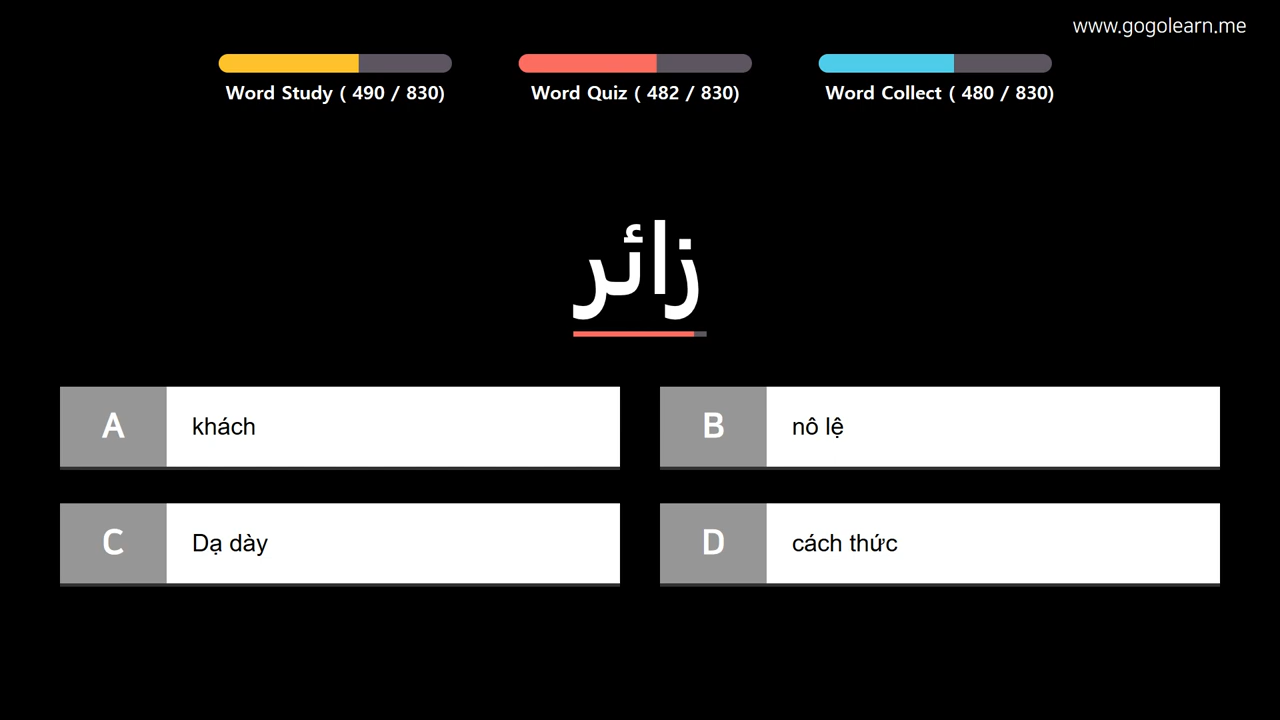 www.gogolearn.me
Word Study ( 490 / 830)
Word Quiz ( 482 / 830)
Word Collect ( 480 / 830)
زائر
A khách
B nô lệ
C Dạ dày
D cách thức